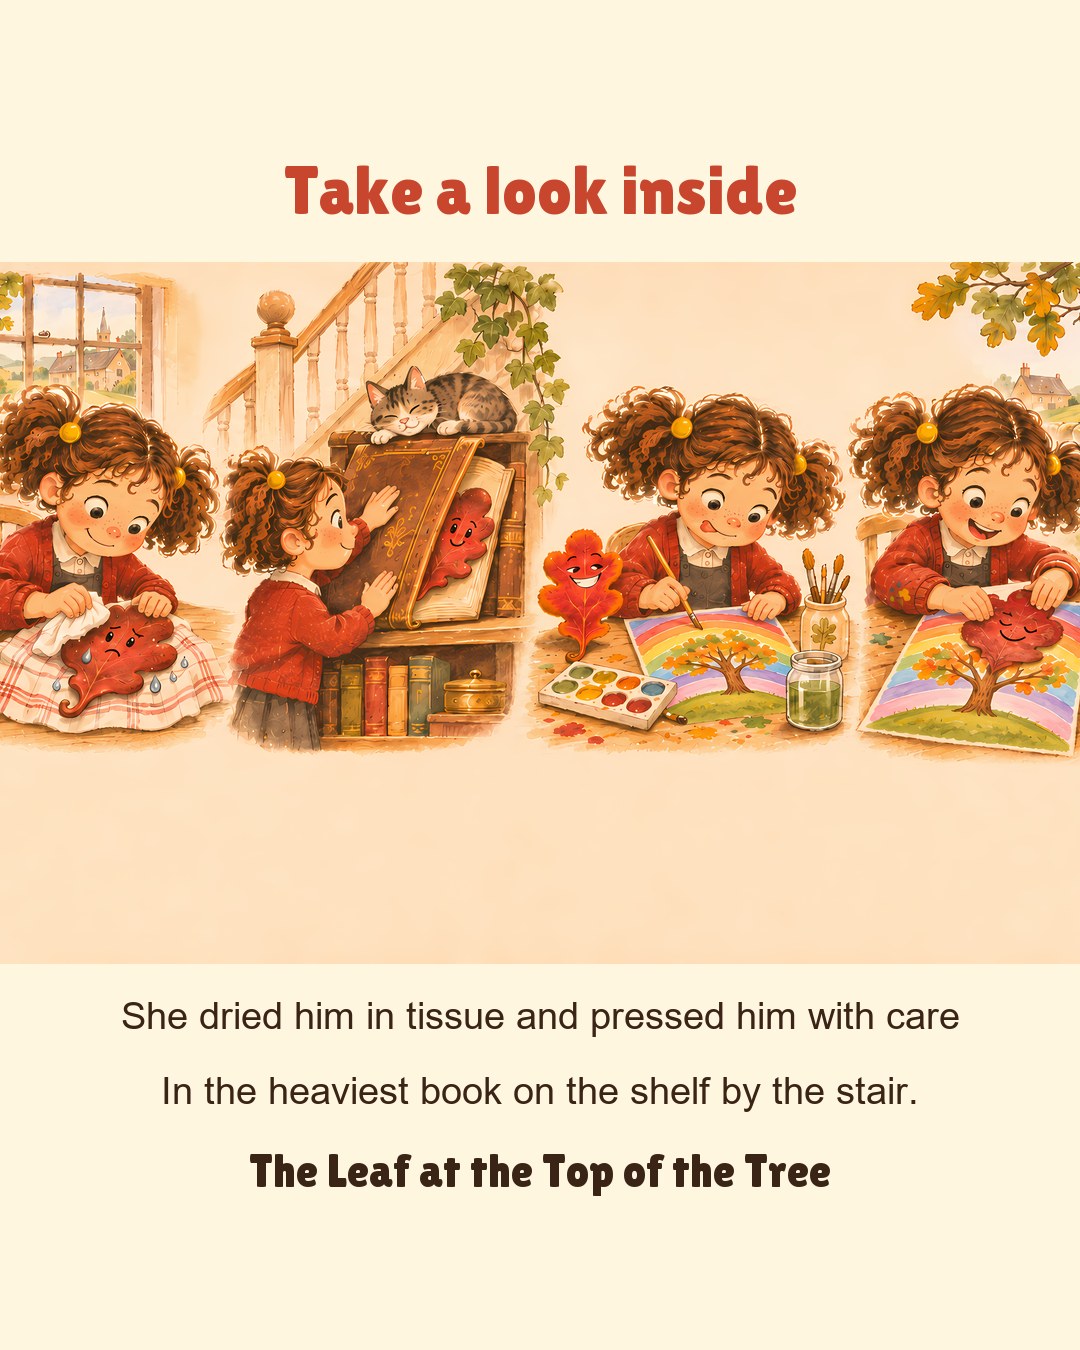 Take a look inside
She dried him in tissue and pressed him with care
In the heaviest book on the shelf by the stair.
The Leaf at the Top of the Tree